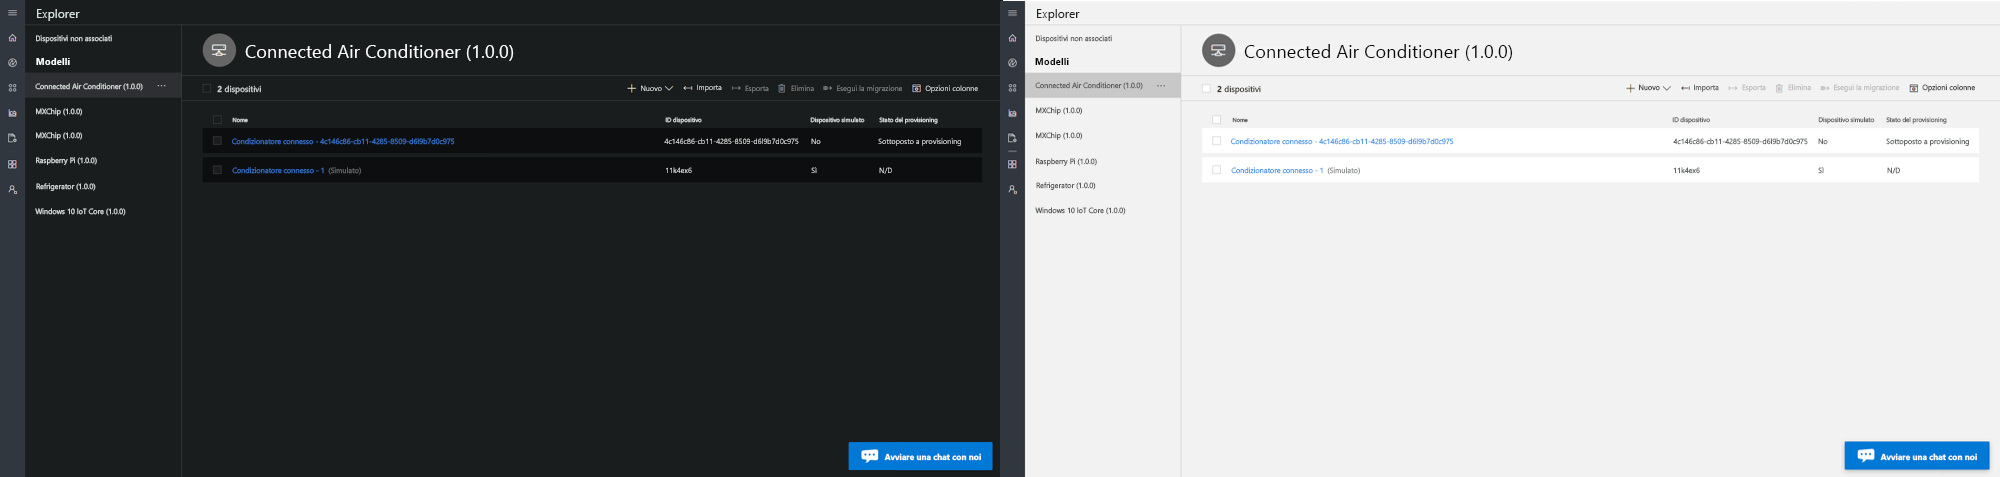 Explorer
Dispositivi non associati
Modelli
Connected Air Conditioner (1.0.0) ···
MXChip (1.0.0)
MXChip (1.0.0)
Raspberry Pi (1.0.0)
Refrigerator (1.0.0)
Windows 10 IoT Core (1.0.0)
Connected Air Conditioner (1.0.0)
2 dispositivi Nuovo Importa Esporta Elimina Esegui la migrazione Opzioni colonne
Nome ID dispositivo Dispositivo simulato Stato del provisioning
Condizionatore connesso - 4c146c86-cb11-4285-8509-d6f9b7d0c975 4c146c86-cb11-4285-8509-d6f9b7d0c975 No Sottoposto a provisioning
Condizionatore connesso - 1 (Simulato) 11k4ex6 Sì N/D
Avviare una chat con noi
Explorer
Dispositivi non associati
Modelli
Connected Air Conditioner (1.0.0) ···
MXChip (1.0.0)
MXChip (1.0.0)
Raspberry Pi (1.0.0)
Refrigerator (1.0.0)
Windows 10 IoT Core (1.0.0)
Connected Air Conditioner (1.0.0)
2 dispositivi Nuovo Importa Esporta Elimina Esegui la migrazione Opzioni colonne
Nome ID dispositivo Dispositivo simulato Stato del provisioning
Condizionatore connesso - 4c146c86-cb11-4285-8509-d6f9b7d0c975 4c146c86-cb11-4285-8509-d6f9b7d0c975 No Sottoposto a provisioning
Condizionatore connesso - 1 (Simulato) 11k4ex6 Sì N/D
Avviare una chat con noi